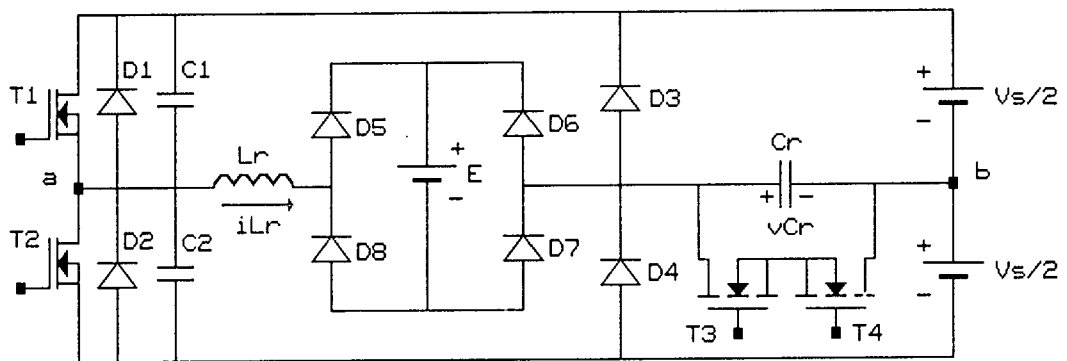 D1 C1 D3 + Vs/2
T1 -
D5 D6 Cr
Lr + E
a - + - b
iLr vCr
T2 D2 C2 D8 D7 D4 + Vs/2
-
T3 T4